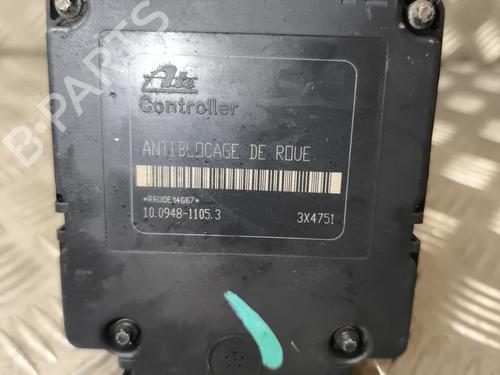 B-PARTS
Ate
Controller
ANTIBLOCAGE DE ROUE
*RRUDE14G67*
10.0948-1105.3 3X4751